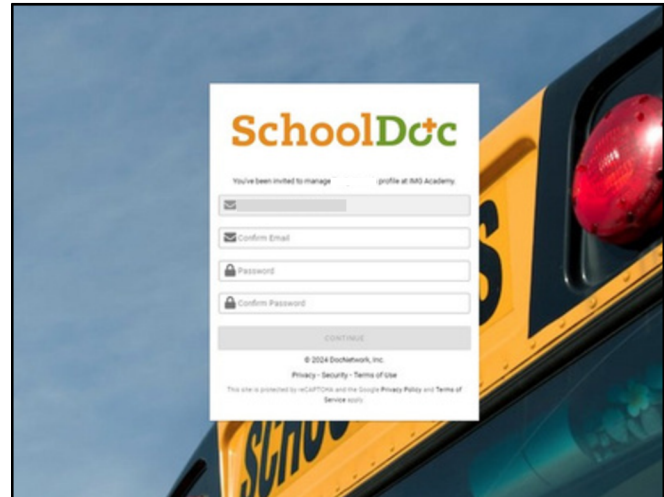 SchoolDoc
You've been invited to manage profile at IMG Academy.
Confirm Email
Password
Confirm Password
CONTINUE
© 2024 DocNetwork, Inc.
Privacy - Security - Terms of Use
This site is protected by reCAPTCHA and the Google Privacy Policy and Terms of
Service apply
SCHOO
S